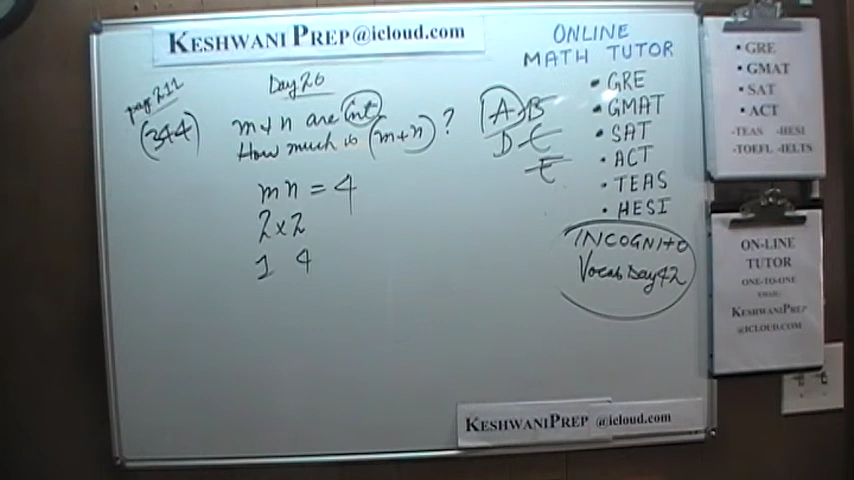 KESHWANI PREP@icloud.com
page 211
(344)
Day 26
m & n are int
How much is (m+n) ?
A B
D C
E
mn = 4
2 × 2
1 4
ONLINE
MATH TUTOR
• GRE
• GMAT
• SAT
• ACT
• TEAS
• HESI
INCOGNITO
Vocab Day 42
• GRE
• GMAT
• SAT
• ACT
-TEAS -HESI
-TOEFL -IELTS
ON-LINE
TUTOR
ONE-TO-ONE
EMAIL:
KESHWANIPREP
@ICLOUD.COM
KESHWANIPREP @icloud.com